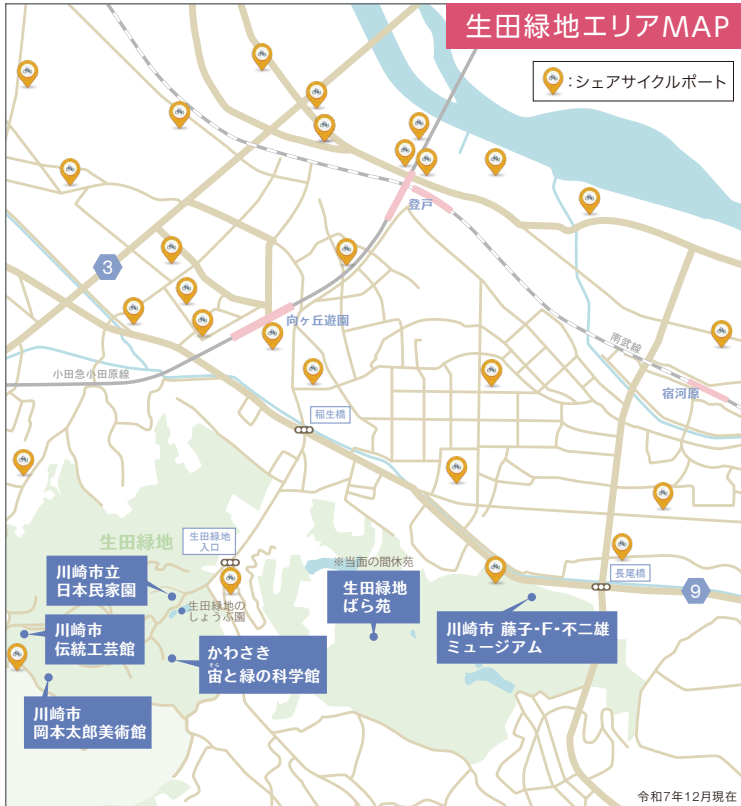 生田緑地エリアMAP
:シェアサイクルポート
登戸
3
向ヶ丘遊園
南武線
小田急小田原線
宿河原
稲生橋
生田緑地
生田緑地
入口
※当面の間休苑
長尾橋
9
川崎市立
日本民家園
生田緑地の
しょうぶ園
生田緑地
ばら苑
川崎市 藤子・F・不二雄
ミュージアム
川崎市
伝統工芸館
かわさき
そら
宙と緑の科学館
川崎市
岡本太郎美術館
令和7年12月現在